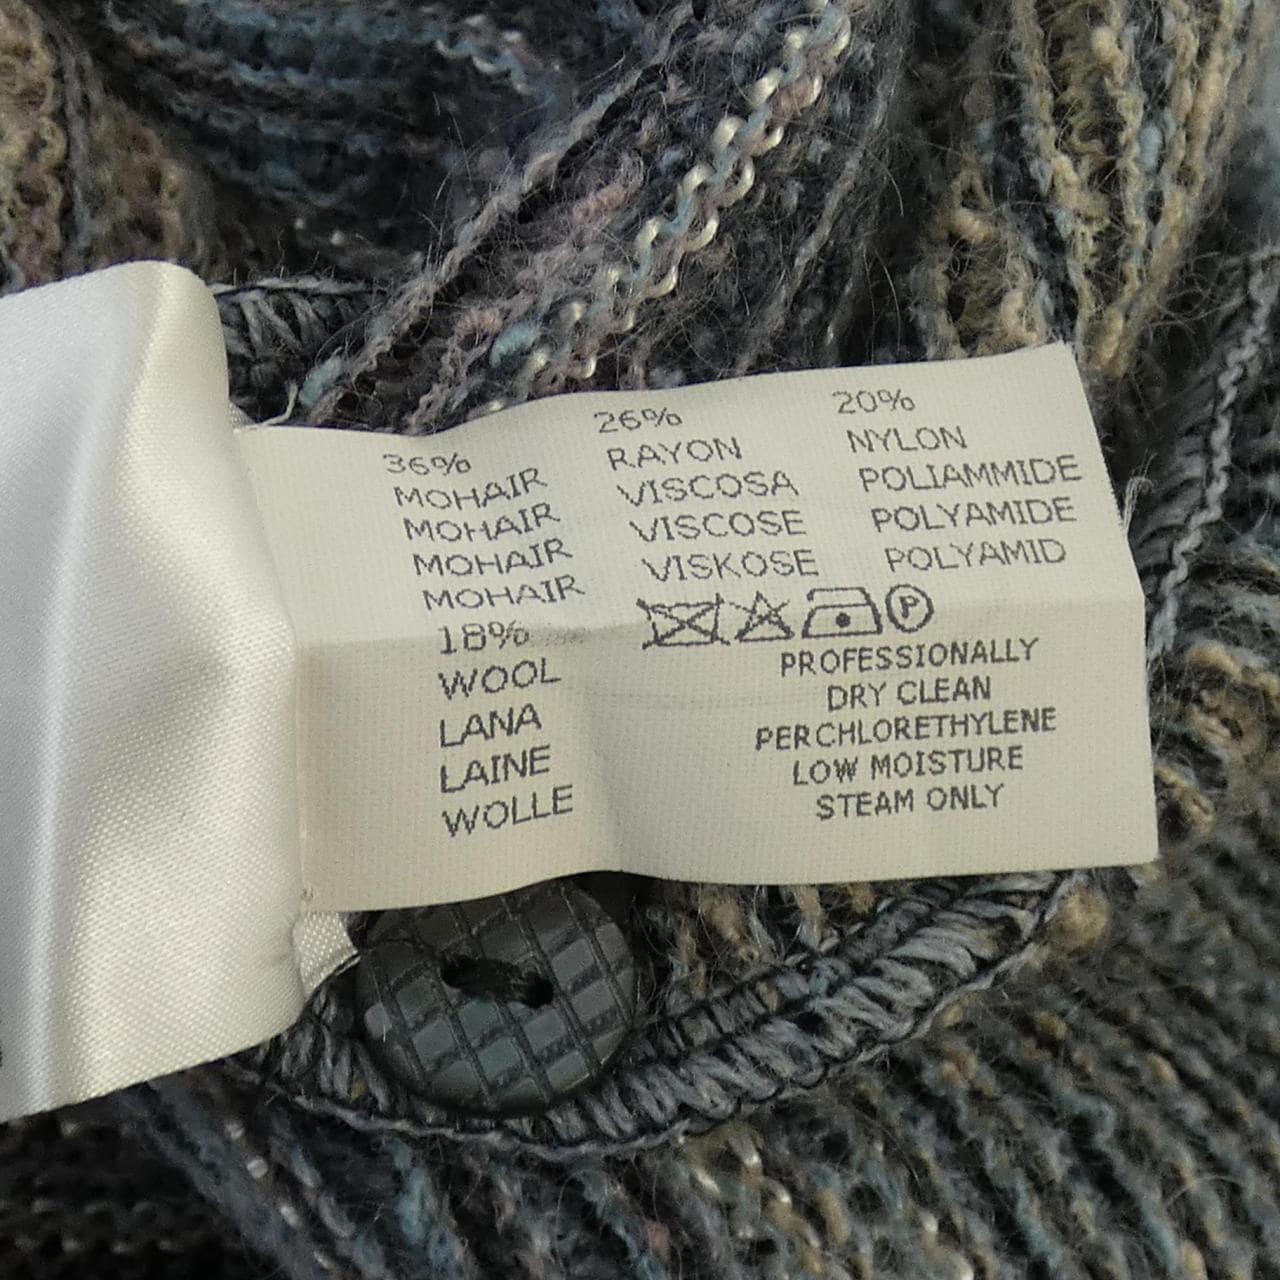 36%
MOHAIR
MOHAIR
MOHAIR
MOHAIR
18%
WOOL
LANA
LAINE
WOLLE
26%
RAYON
VISCOSA
VISCOSE
VISKOSE
20%
NYLON
POLIAMMIDE
POLYAMIDE
POLYAMID
P
PROFESSIONALLY
DRY CLEAN
PERCHLORETHYLENE
LOW MOISTURE
STEAM ONLY